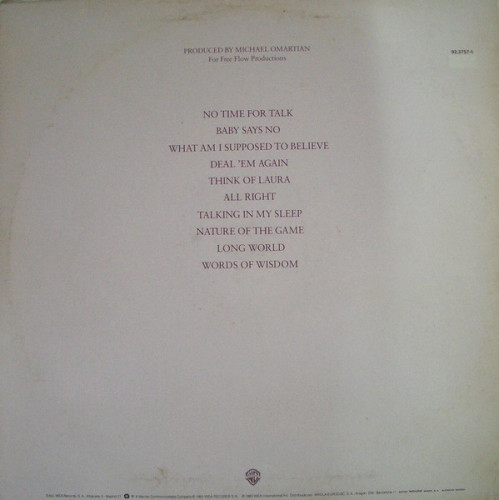 PRODUCED BY MICHAEL OMARTIAN
For Free Flow Productions
NO TIME FOR TALK
BABY SAYS NO
WHAT AM I SUPPOSED TO BELIEVE
DEAL 'EM AGAIN
THINK OF LAURA
ALL RIGHT
TALKING IN MY SLEEP
NATURE OF THE GAME
LONG WORLD
WORDS OF WISDOM